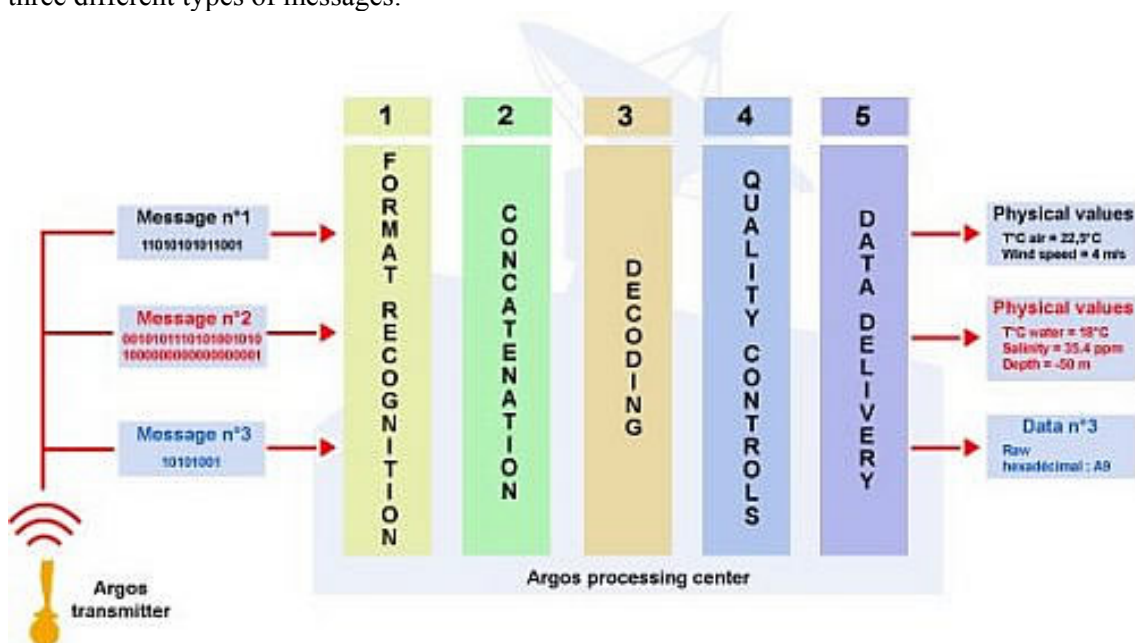 three different types of messages:
1 2 3 4 5
FORMAT RECOGNITION
CONCATENATION
DECODING
QUALITY CONTROLS
DATA DELIVERY
Message n°1
11010101011001
Message n°2
0010101110101001010
1000000000000000001
Message n°3
10101001
Physical values
T°C air = 22,5°C
Wind speed = 4 m/s
Physical values
T°C water = 18°C
Salinity = 35.4 ppm
Depth = -50 m
Data n°3
Raw
hexadécimal : A9
Argos processing center
Argos
transmitter